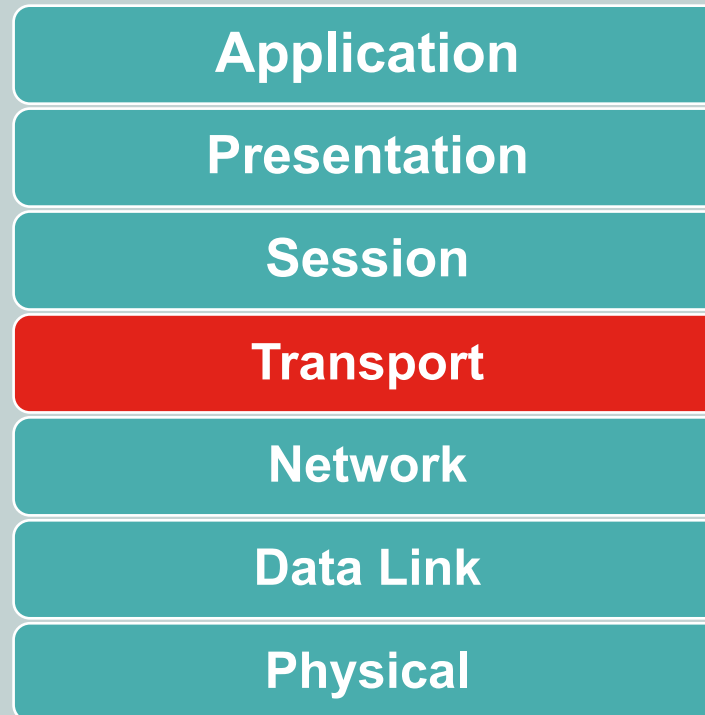 Application
Presentation
Session
Transport
Network
Data Link
Physical